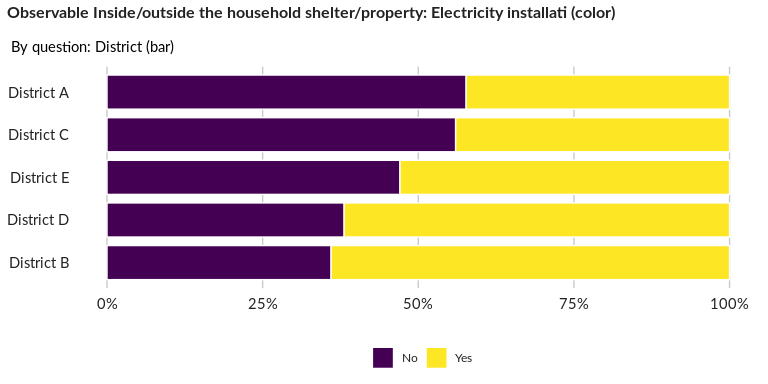 Observable Inside/outside the household shelter/property: Electricity installati (color)
By question: District (bar)
District A
District C
District E
District D
District B
0% 25% 50% 75% 100%
No Yes